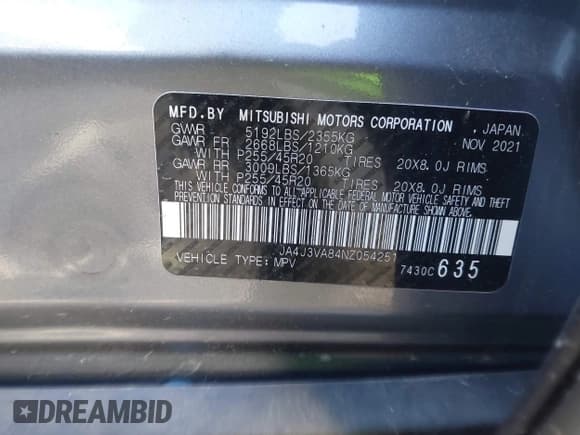 MFD.BY MITSUBISHI MOTORS CORPORATION , JAPAN
GVWR 5192LBS/2355KG NOV 2021
GAWR FR 2668LBS/1210KG
WITH P255/45R20 TIRES 20X8.0J RIMS
GAWR RR 3009LBS/1365KG
WITH P255/45R20 TIRES 20X8.0J RIMS
THIS VEHICLE CONFORMS TO ALL APPLICABLE FEDERAL MOTOR VEHICLE SAFETY, BUMPER, AND THEFT
PREVENTION STANDARDS IN EFFECT ON THE DATE OF MANUFACTURE SHOWN ABOVE.
JA4J3VA84NZ054251
VEHICLE TYPE: MPV 7430C 635
DREAMBID